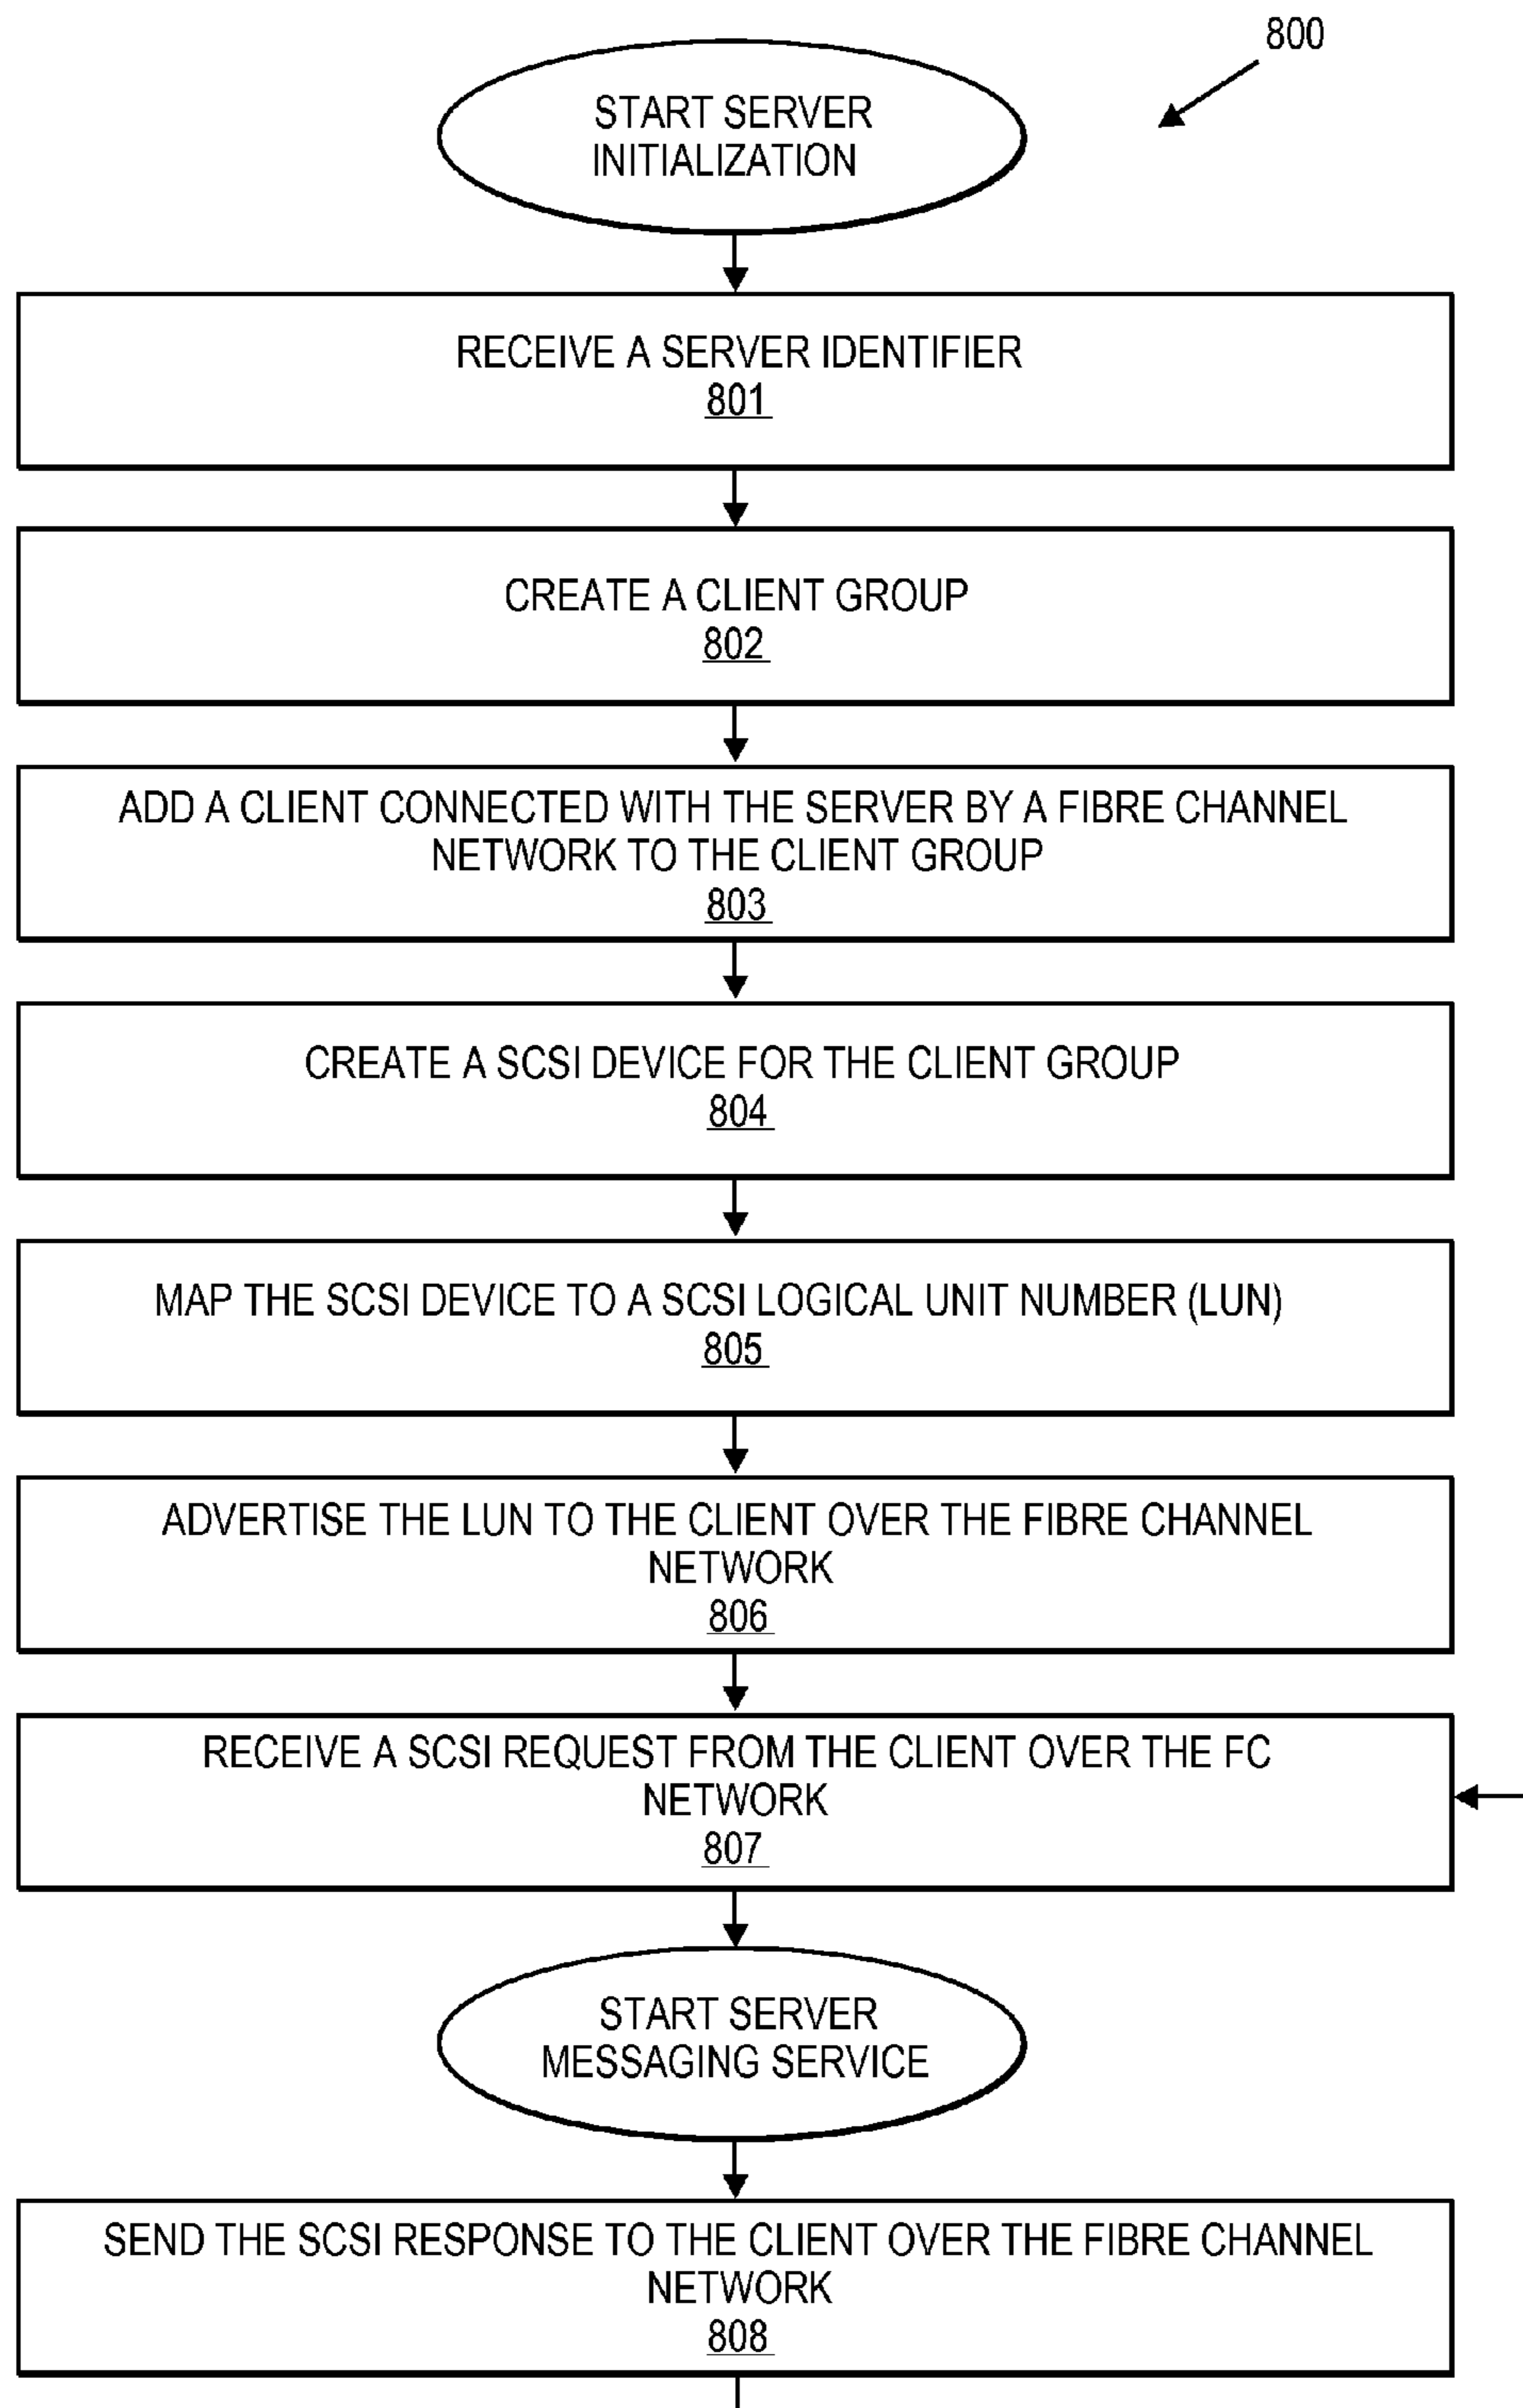 800
START SERVER
INITIALIZATION
RECEIVE A SERVER IDENTIFIER
801
CREATE A CLIENT GROUP
802
ADD A CLIENT CONNECTED WITH THE SERVER BY A FIBRE CHANNEL
NETWORK TO THE CLIENT GROUP
803
CREATE A SCSI DEVICE FOR THE CLIENT GROUP
804
MAP THE SCSI DEVICE TO A SCSI LOGICAL UNIT NUMBER (LUN)
805
ADVERTISE THE LUN TO THE CLIENT OVER THE FIBRE CHANNEL
NETWORK
806
RECEIVE A SCSI REQUEST FROM THE CLIENT OVER THE FC
NETWORK
807
START SERVER
MESSAGING SERVICE
SEND THE SCSI RESPONSE TO THE CLIENT OVER THE FIBRE CHANNEL
NETWORK
808